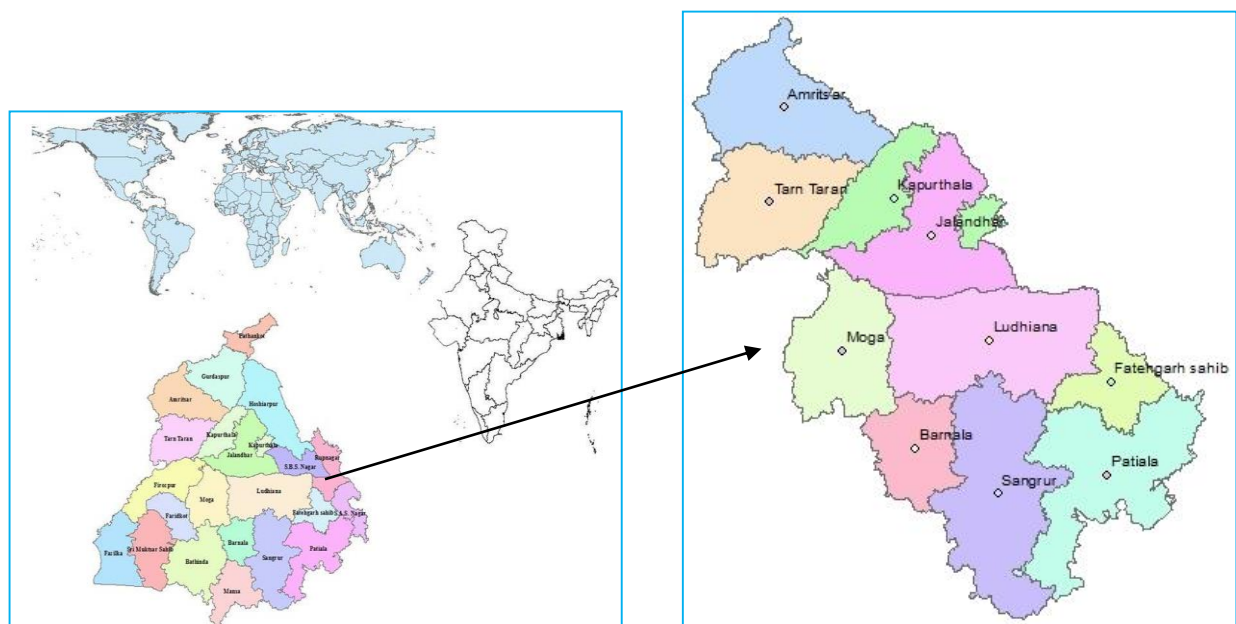 Pathankot
Gurdaspur
Amritsar
Hoshiarpur
Tarn Taran
Kapurthala
Kapurthala
Jalandhar
Rupnagar
S.B.S. Nagar
Firozpur
Moga
Ludhiana
Faridkot
Fatehgarh sahib
S.A.S. Nagar
Fazilka
Sri Muktsar Sahib
Barnala
Sangrur
Patiala
Bathinda
Mansa
Amritsar
Tarn Taran
Kapurthala
Jalandhar
Moga
Ludhiana
Fatehgarh sahib
Barnala
Sangrur
Patiala